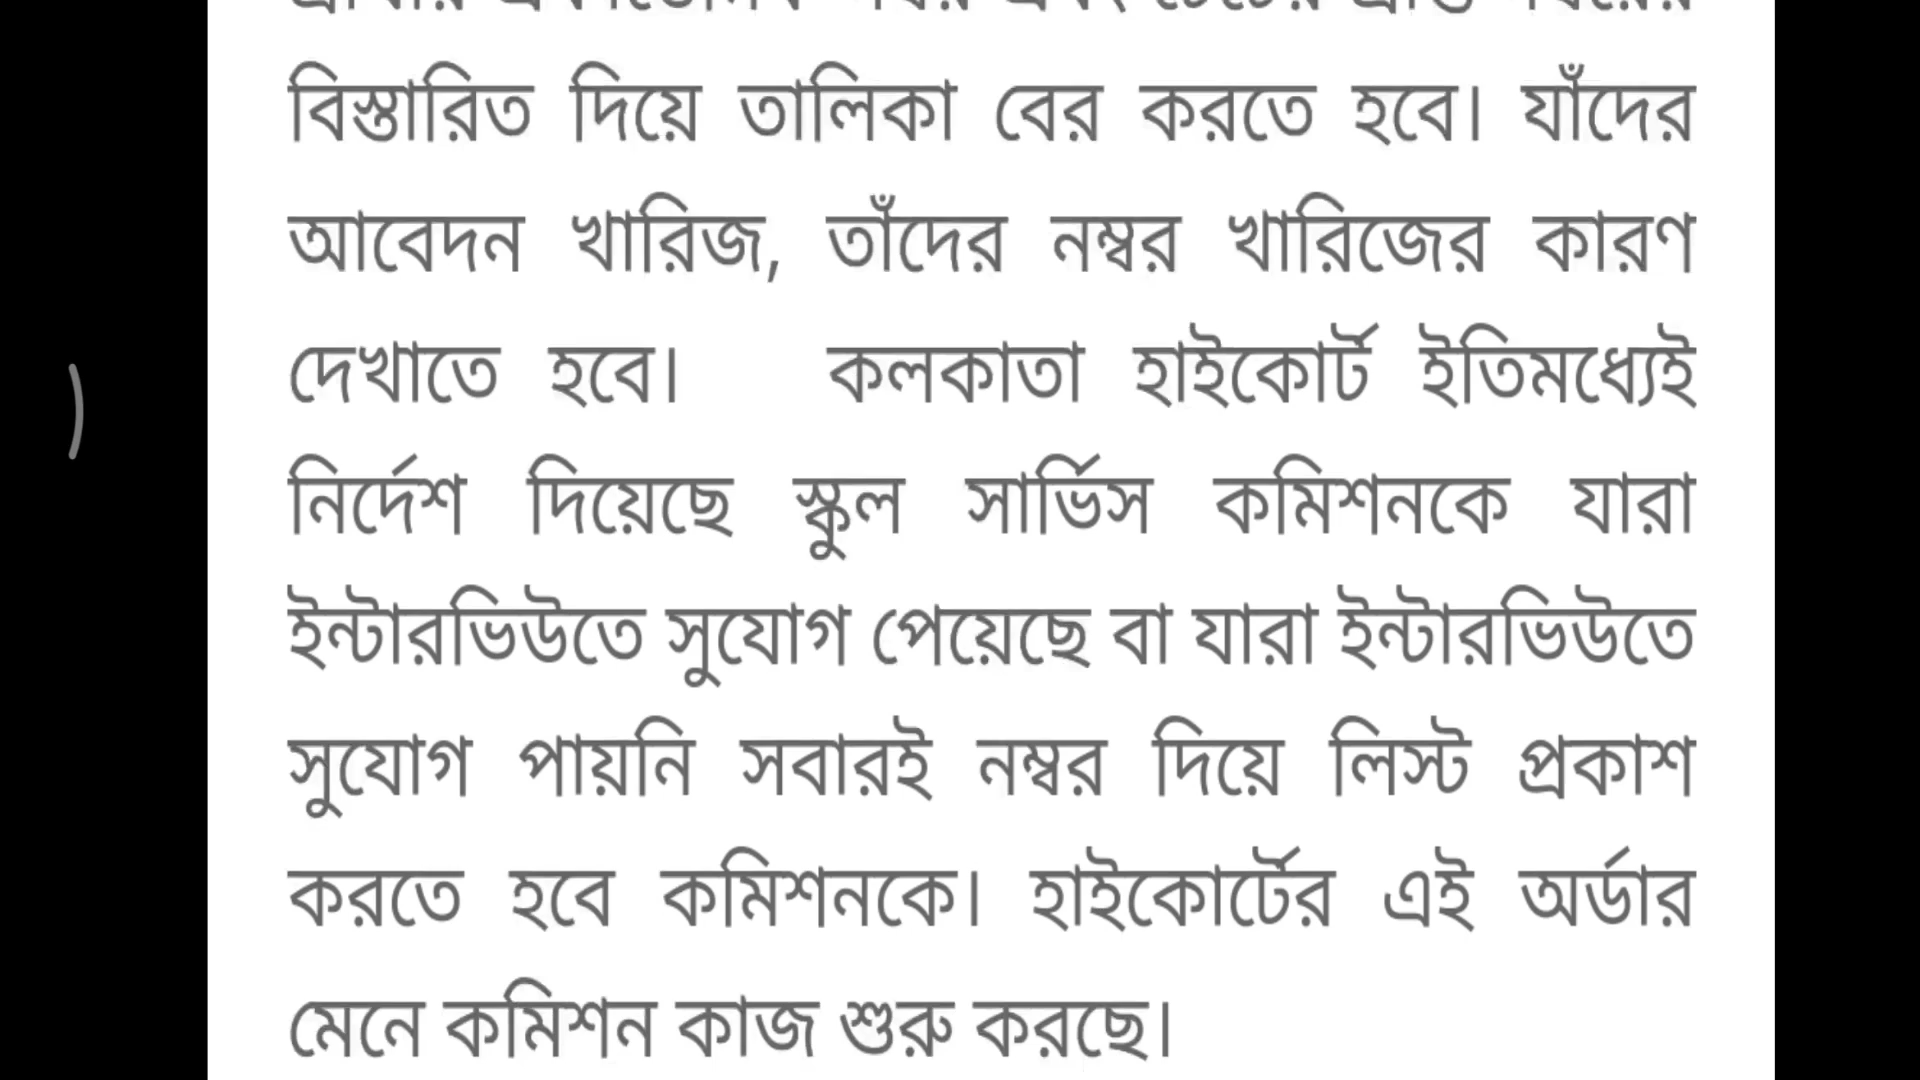 বিস্তারিত দিয়ে তালিকা বের করতে হবে। যাঁদের
আবেদন খারিজ, তাঁদের নম্বর খারিজের কারণ
দেখাতে হবে। কলকাতা হাইকোর্ট ইতিমধ্যেই
নির্দেশ দিয়েছে স্কুল সার্ভিস কমিশনকে যারা
ইন্টারভিউতে সুযোগ পেয়েছে বা যারা ইন্টারভিউতে
সুযোগ পায়নি সবারই নম্বর দিয়ে লিস্ট প্রকাশ
করতে হবে কমিশনকে। হাইকোর্টের এই অর্ডার
মেনে কমিশন কাজ শুরু করছে।